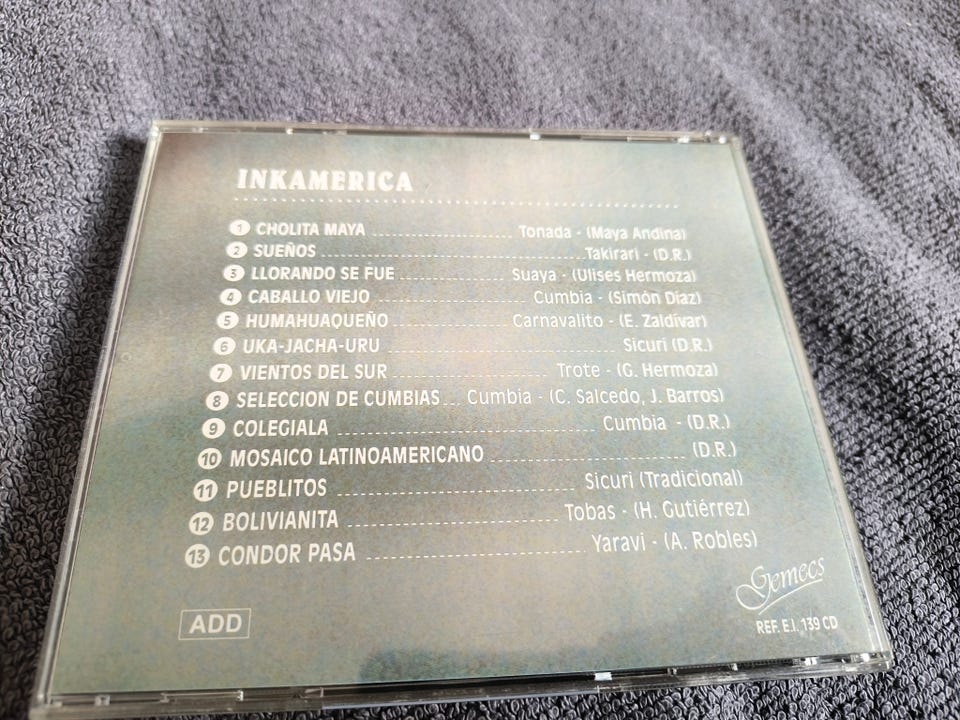 INKAMERICA
1 CHOLITA MAYA Tonada - (Maya Andina)
2 SUEÑOS Takirari - (D.R.)
3 LLORANDO SE FUE Suaya - (Ulises Hermoza)
4 CABALLO VIEJO Cumbia - (Simón Díaz)
5 HUMAHUAQUEÑO Carnavalito - (E. Zaldívar)
6 UKA-JACHA-URU Sicuri (D.R.)
7 VIENTOS DEL SUR Trote - (G. Hermoza)
8 SELECCION DE CUMBIAS Cumbia - (C. Salcedo, J. Barros)
9 COLEGIALA Cumbia - (D.R.)
10 MOSAICO LATINOAMERICANO (D.R.)
11 PUEBLITOS Sicuri (Tradicional)
12 BOLIVIANITA Tobas - (H. Gutiérrez)
13 CONDOR PASA Yaravi - (A. Robles)
Gemecs
ADD
REF. E.I. 139 CD